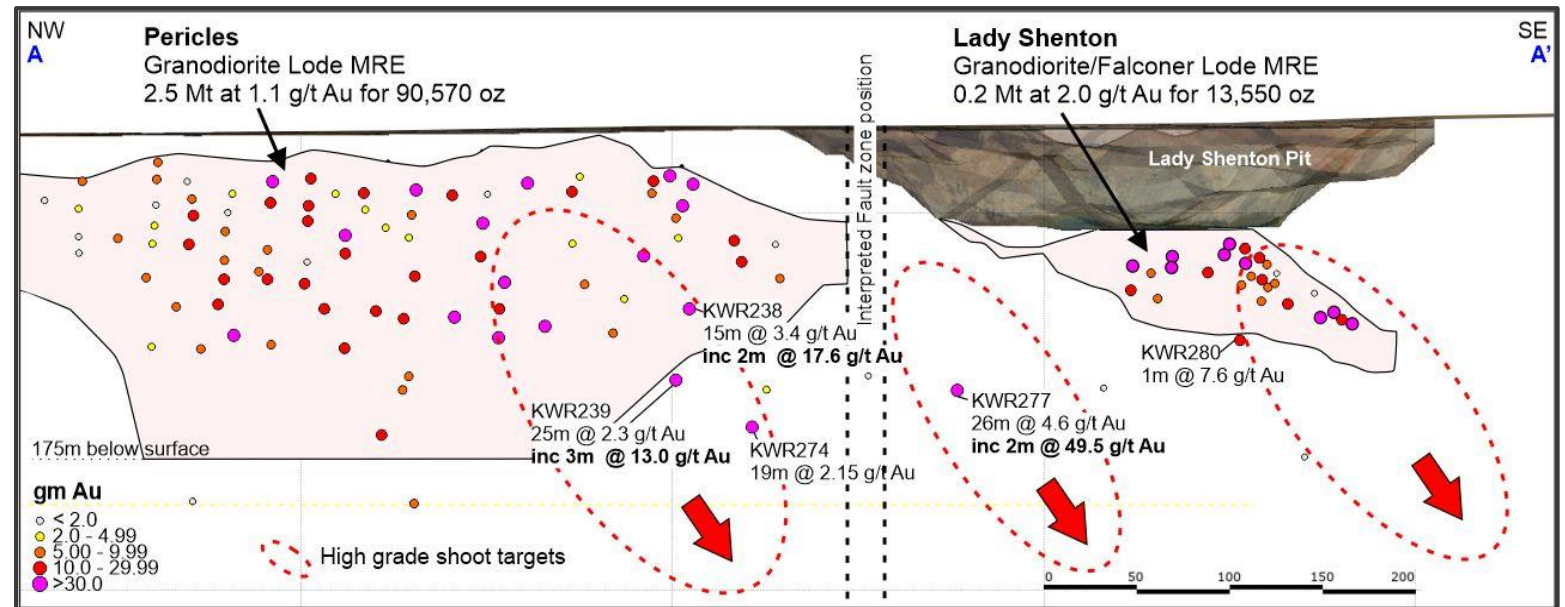 NW
A
Pericles
Granodiorite Lode MRE
2.5 Mt at 1.1 g/t Au for 90,570 oz
Lady Shenton
Granodiorite/Falconer Lode MRE
0.2 Mt at 2.0 g/t Au for 13,550 oz
SE
A'
Interpreted Fault zone position
Lady Shenton Pit
KWR238
15m @ 3.4 g/t Au
inc 2m @ 17.6 g/t Au
KWR239
25m @ 2.3 g/t Au
inc 3m @ 13.0 g/t Au
KWR274
19m @ 2.15 g/t Au
KWR277
26m @ 4.6 g/t Au
inc 2m @ 49.5 g/t Au
KWR280
1m @ 7.6 g/t Au
175m below surface
gm Au
< 2.0
2.0 - 4.99
5.00 - 9.99
10.0 - 29.99
>30.0
High grade shoot targets
0 50 100 150 200